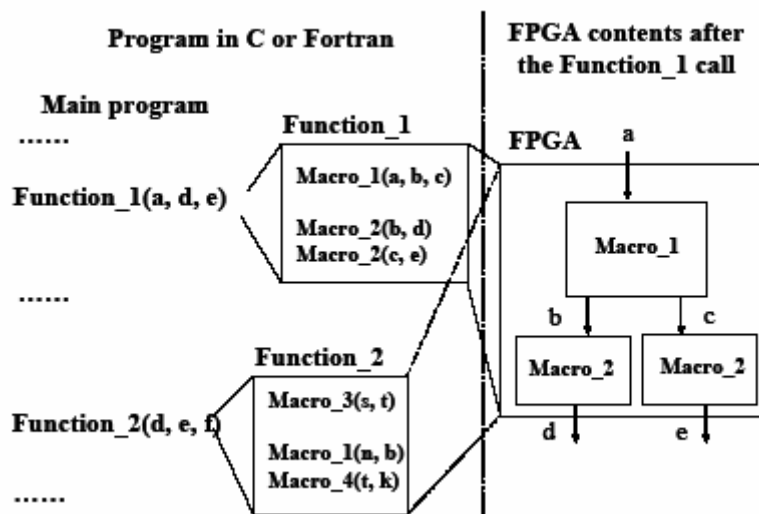 Program in C or Fortran
FPGA contents after
the Function_1 call
Main program
......
Function_1
FPGA
a
Function_1(a, d, e)
Macro_1(a, b, c)
Macro_2(b, d)
Macro_2(c, e)
Macro_1
......
b
c
Function_2
Macro_2
Macro_2
Function_2(d, e, f)
Macro_3(s, t)
Macro_1(n, b)
Macro_4(t, k)
d
e
......